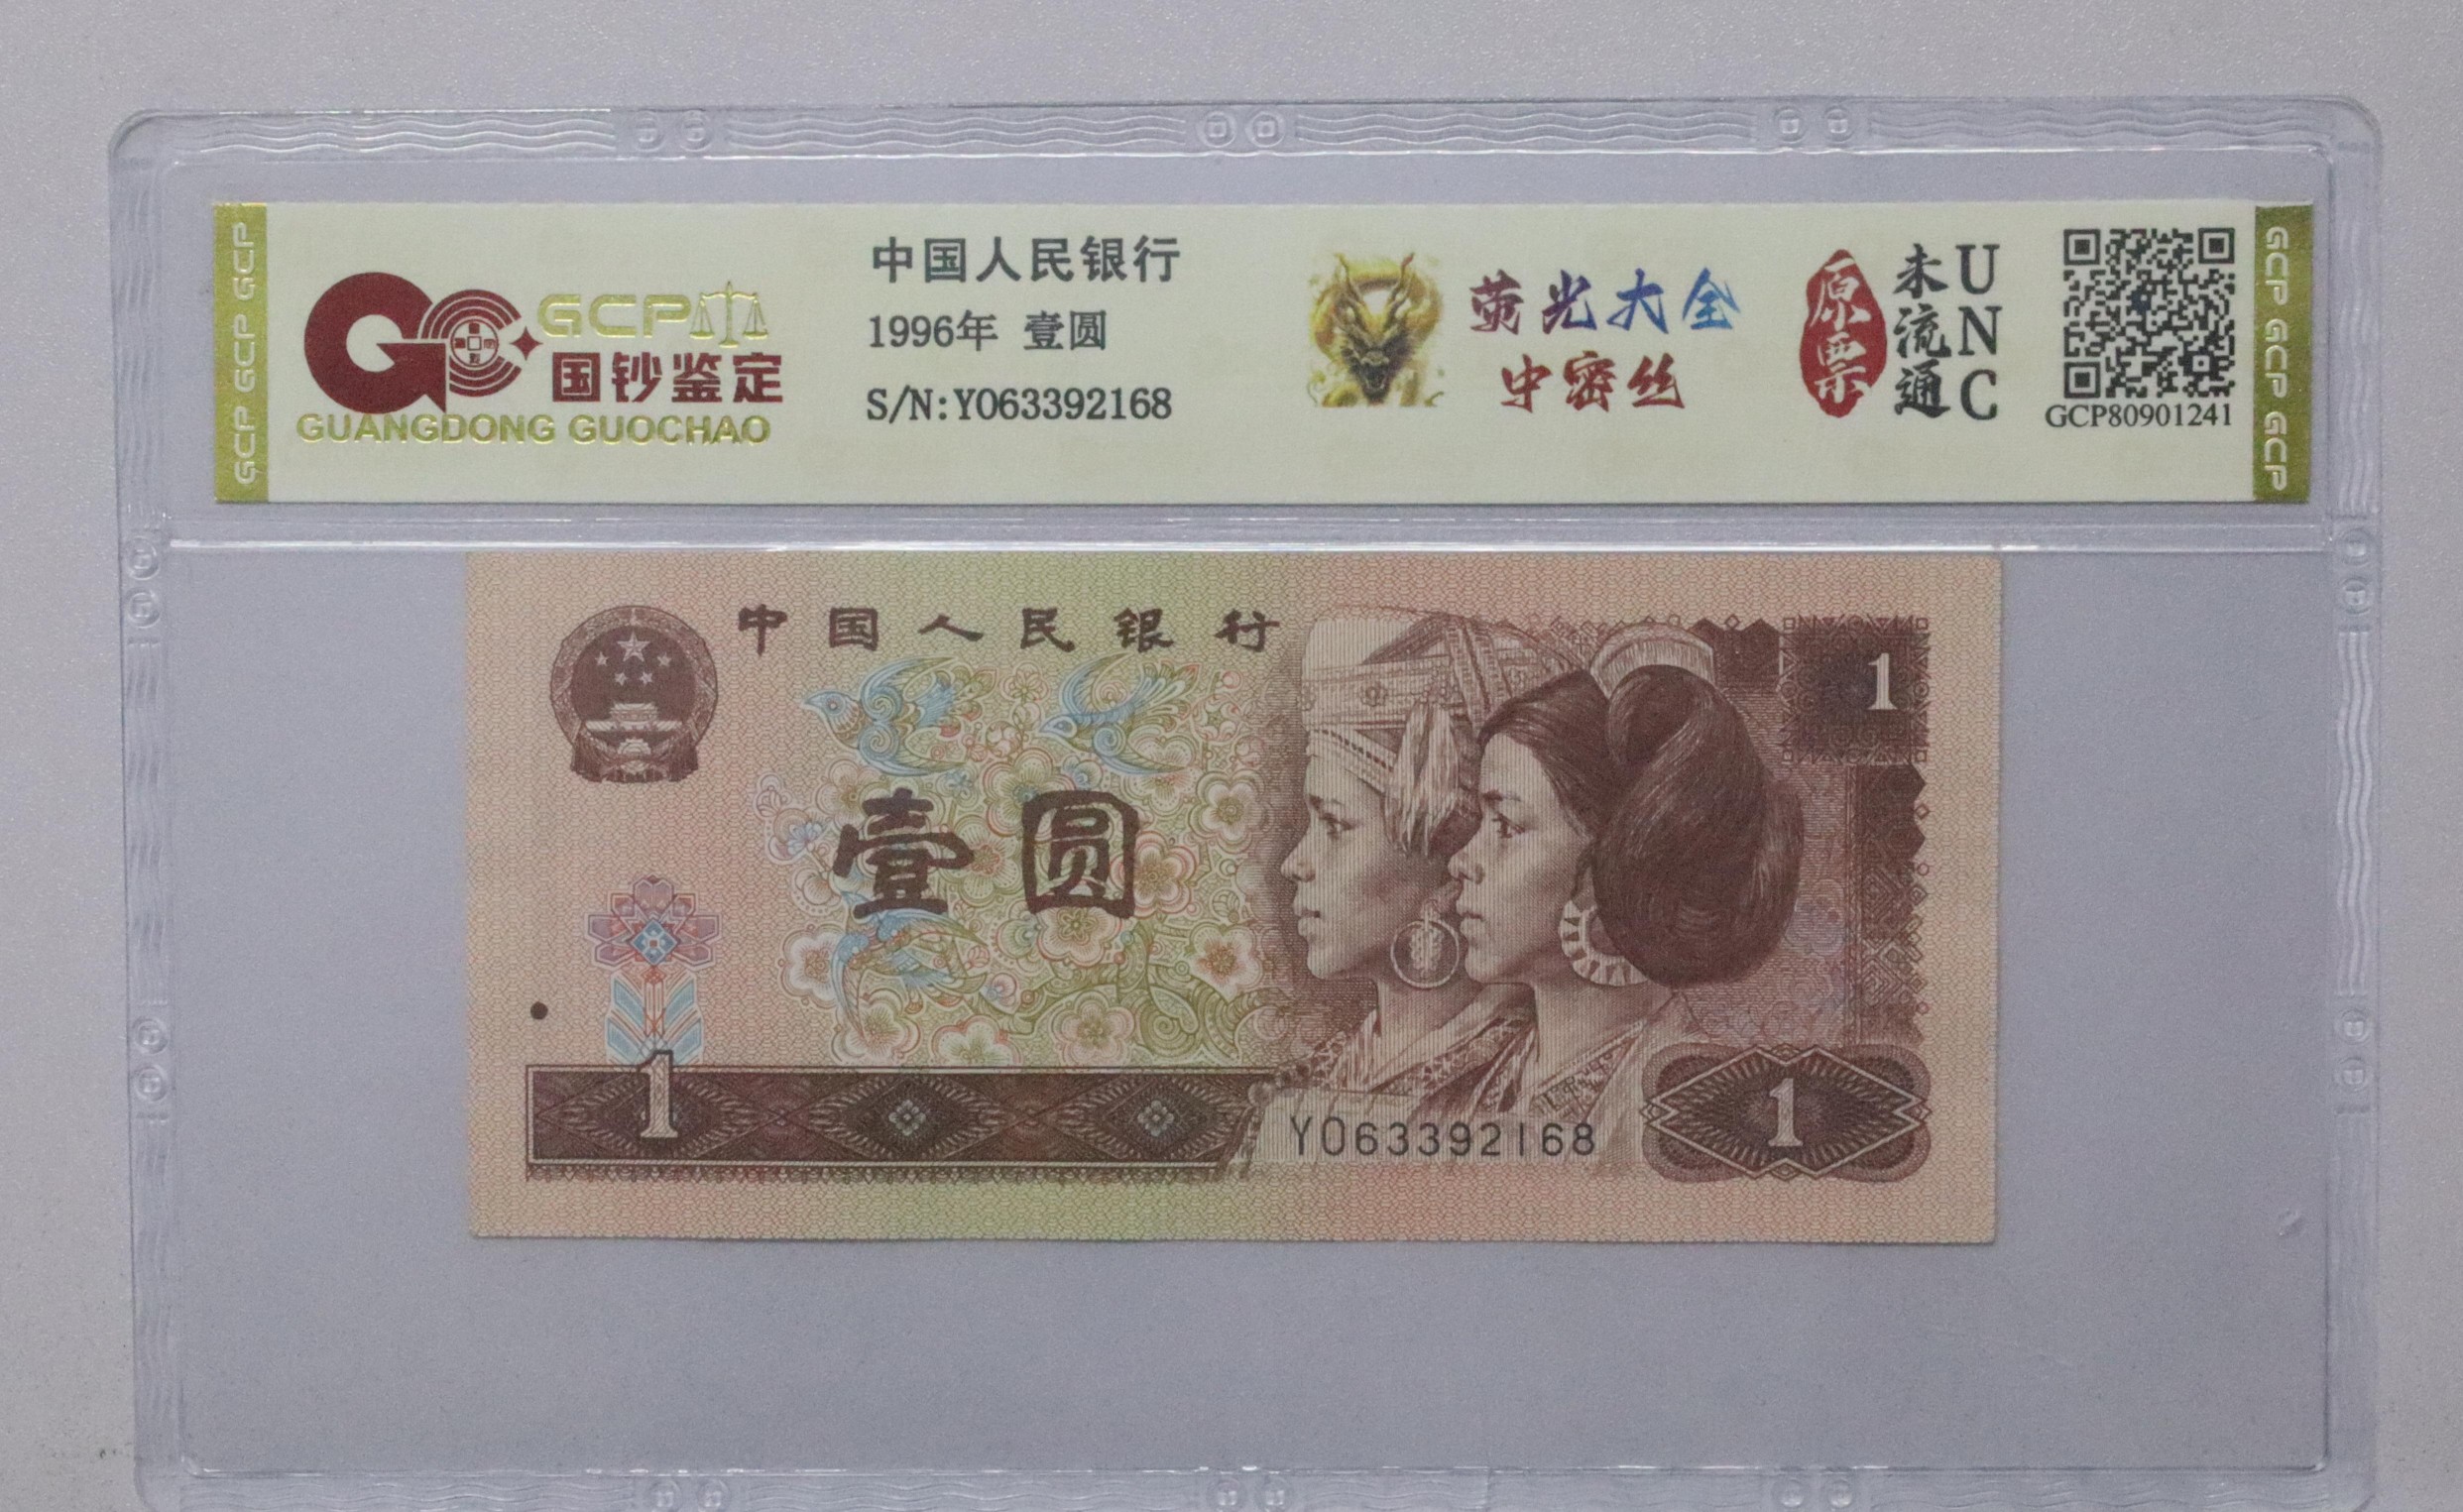 GCP GCP GCP
GCP
国钞鉴定
GUANGDONG GUOCHAO
中国人民银行
1996年 壹圆
S/N:YO63392168
荧光大全
中密丝
原票
未流通
UNC
GCP80901241
GCP GCP GCP
中国人民银行
1
壹圆
1
YO63392168
1